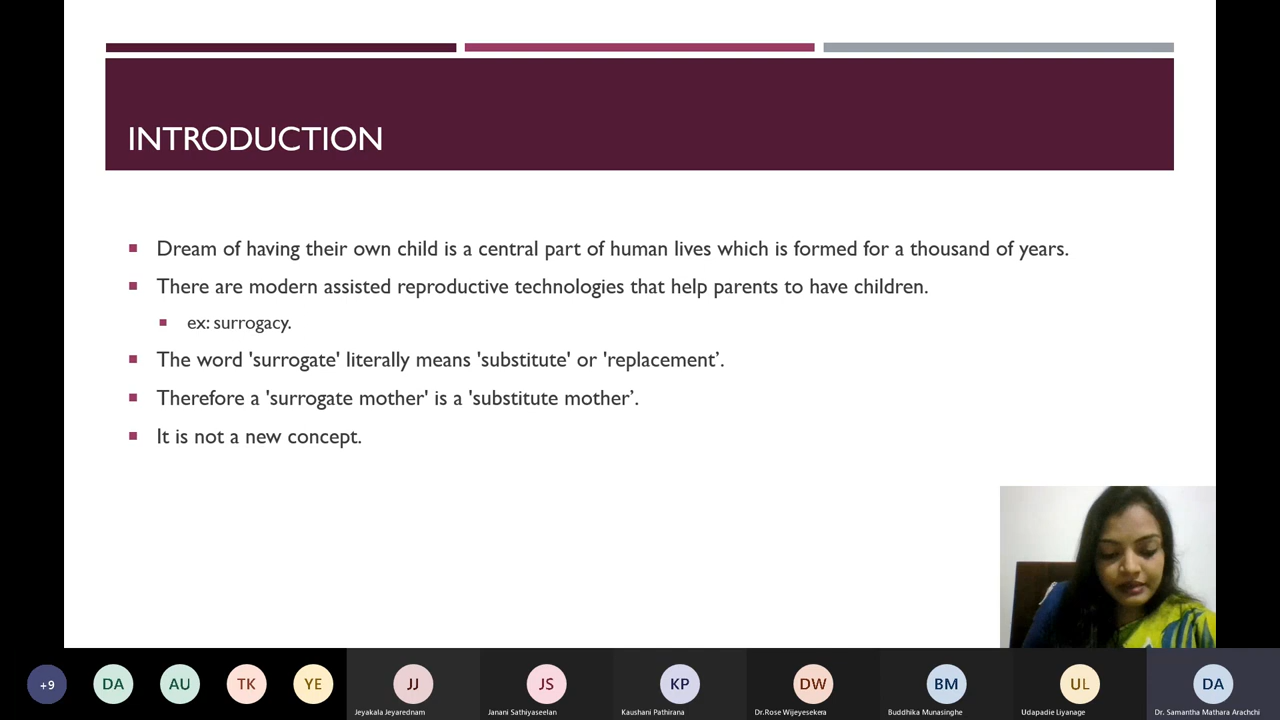 INTRODUCTION
Dream of having their own child is a central part of human lives which is formed for a thousand of years.
There are modern assisted reproductive technologies that help parents to have children.
ex: surrogacy.
The word 'surrogate' literally means 'substitute' or 'replacement’.
Therefore a 'surrogate mother' is a 'substitute mother’.
It is not a new concept.
+9 DA AU TK YE JJ JS KP DW BM UL DA
Jeyakala Jeyarednam Janani Sathiyaseelan Kaushani Pathirana Dr.Rose Wijeyesekera Buddhika Munasinghe Udapadie Liyanage Dr. Samantha Mathara Arachchi